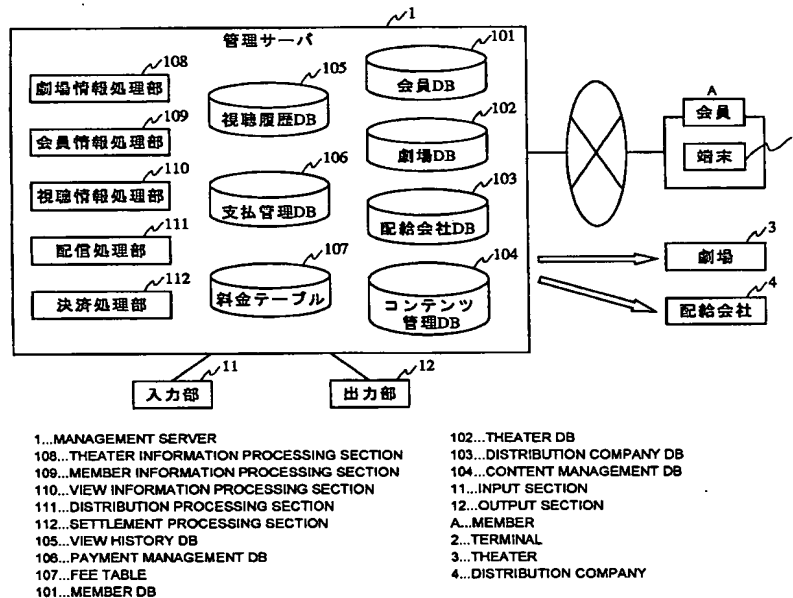 1
管理サーバ
108
劇場情報処理部
109
会員情報処理部
110
視聴情報処理部
111
配信処理部
112
決済処理部
105
視聴履歴DB
106
支払管理DB
107
料金テーブル
101
会員DB
102
劇場DB
103
配給会社DB
104
コンテンツ
管理DB
A
会員
端末
3
劇場
4
配給会社
11
入力部
12
出力部
1...MANAGEMENT SERVER
108...THEATER INFORMATION PROCESSING SECTION
109...MEMBER INFORMATION PROCESSING SECTION
110...VIEW INFORMATION PROCESSING SECTION
111...DISTRIBUTION PROCESSING SECTION
112...SETTLEMENT PROCESSING SECTION
105...VIEW HISTORY DB
106...PAYMENT MANAGEMENT DB
107...FEE TABLE
101...MEMBER DB
102...THEATER DB
103...DISTRIBUTION COMPANY DB
104...CONTENT MANAGEMENT DB
11...INPUT SECTION
12...OUTPUT SECTION
A...MEMBER
2...TERMINAL
3...THEATER
4...DISTRIBUTION COMPANY